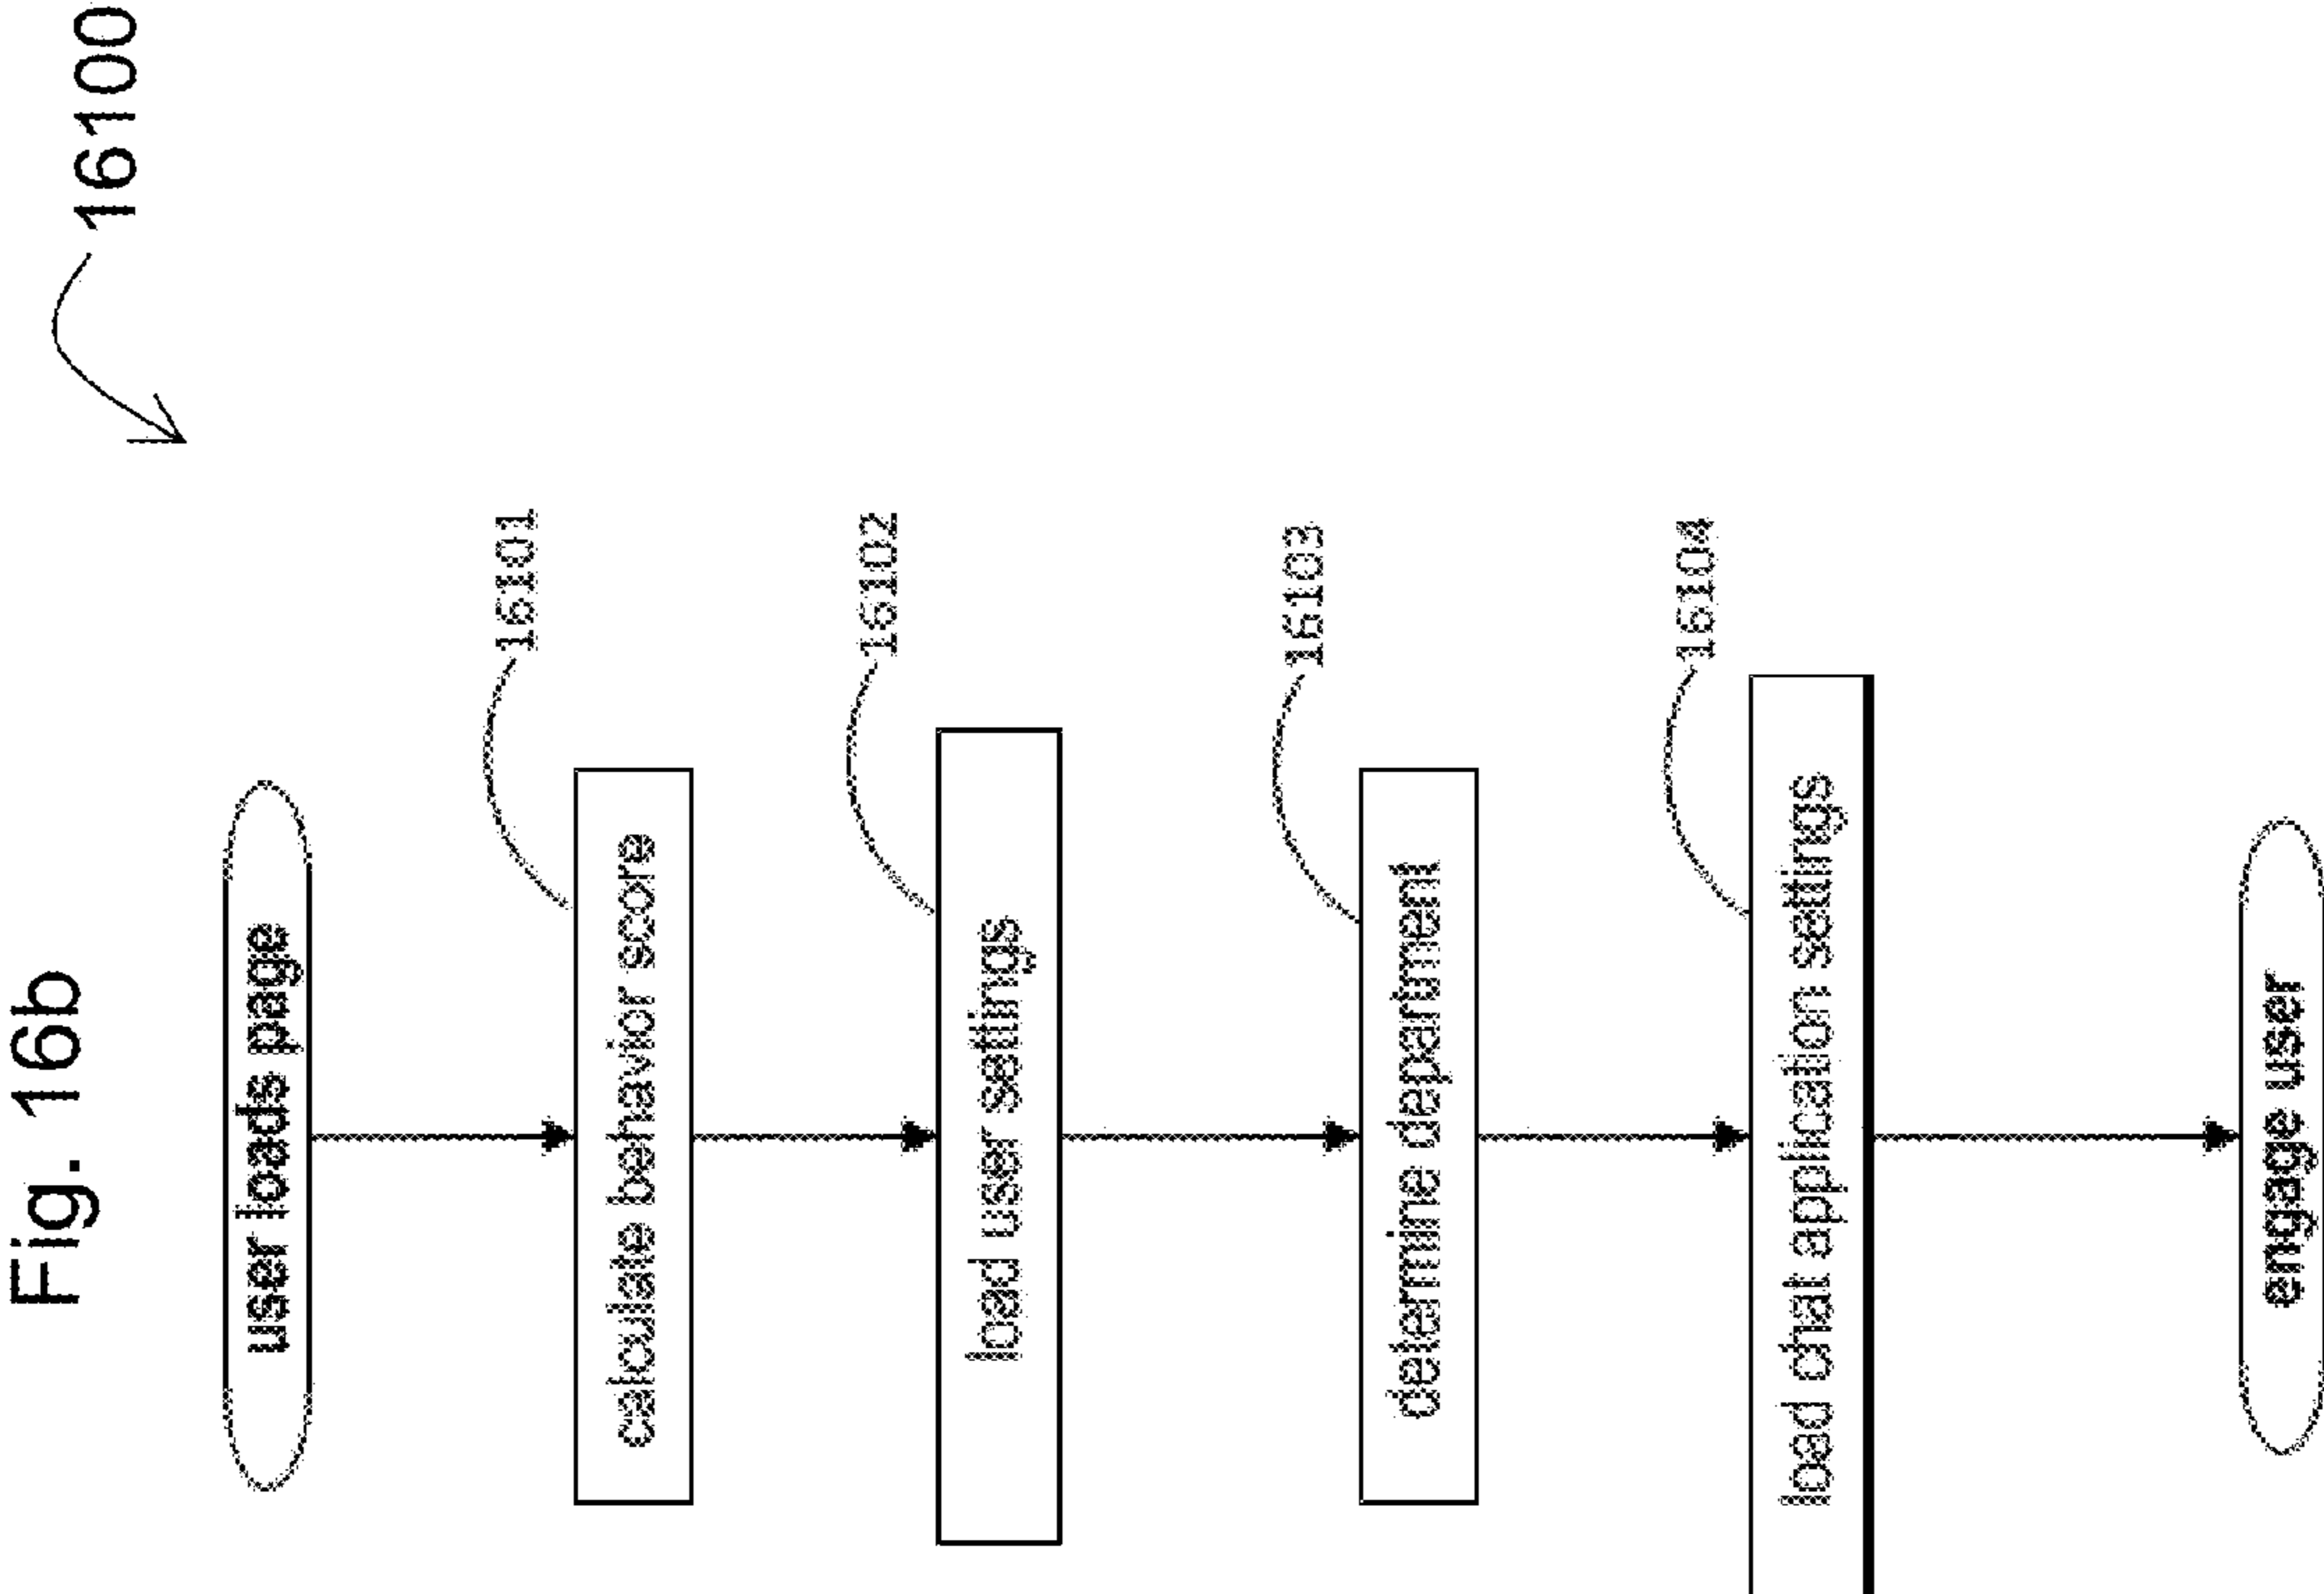 Fig. 16b
16100
user loads page
16101
calculate behavior score
16102
load user settings
16103
determine department
16104
load chat application settings
engage user